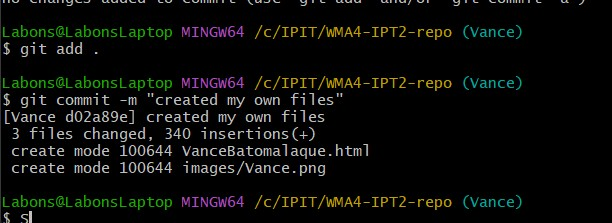 no changes added to commit (use "git add" and/or "git commit -a")
Labons@LabonsLaptop MINGW64 /c/IPIT/WMA4-IPT2-repo (Vance)
$ git add .
Labons@LabonsLaptop MINGW64 /c/IPIT/WMA4-IPT2-repo (Vance)
$ git commit -m "created my own files"
[Vance d02a89e] created my own files
 3 files changed, 340 insertions(+)
 create mode 100644 VanceBatomalaque.html
 create mode 100644 images/Vance.png
Labons@LabonsLaptop MINGW64 /c/IPIT/WMA4-IPT2-repo (Vance)
$ S